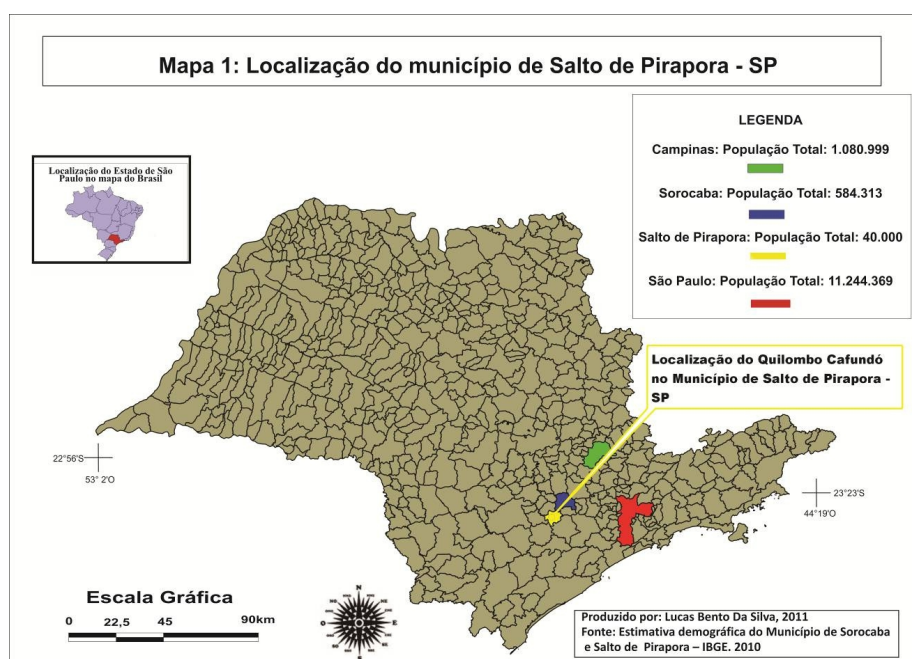 Mapa 1: Localização do município de Salto de Pirapora - SP
LEGENDA
Campinas: População Total: 1.080.999
Sorocaba: População Total: 584.313
Salto de Pirapora: População Total: 40.000
São Paulo: População Total: 11.244.369
Localização do Estado de São
Paulo no mapa do Brasil
Localização do Quilombo Cafundó
no Município de Salto de Pirapora -
SP
22°56'S
53° 2'O
23°23'S
44°19'O
Escala Gráfica
0 22,5 45 90km
N
O E
S
Produzido por: Lucas Bento Da Silva, 2011
Fonte: Estimativa demográfica do Município de Sorocaba
e Salto de Pirapora – IBGE. 2010